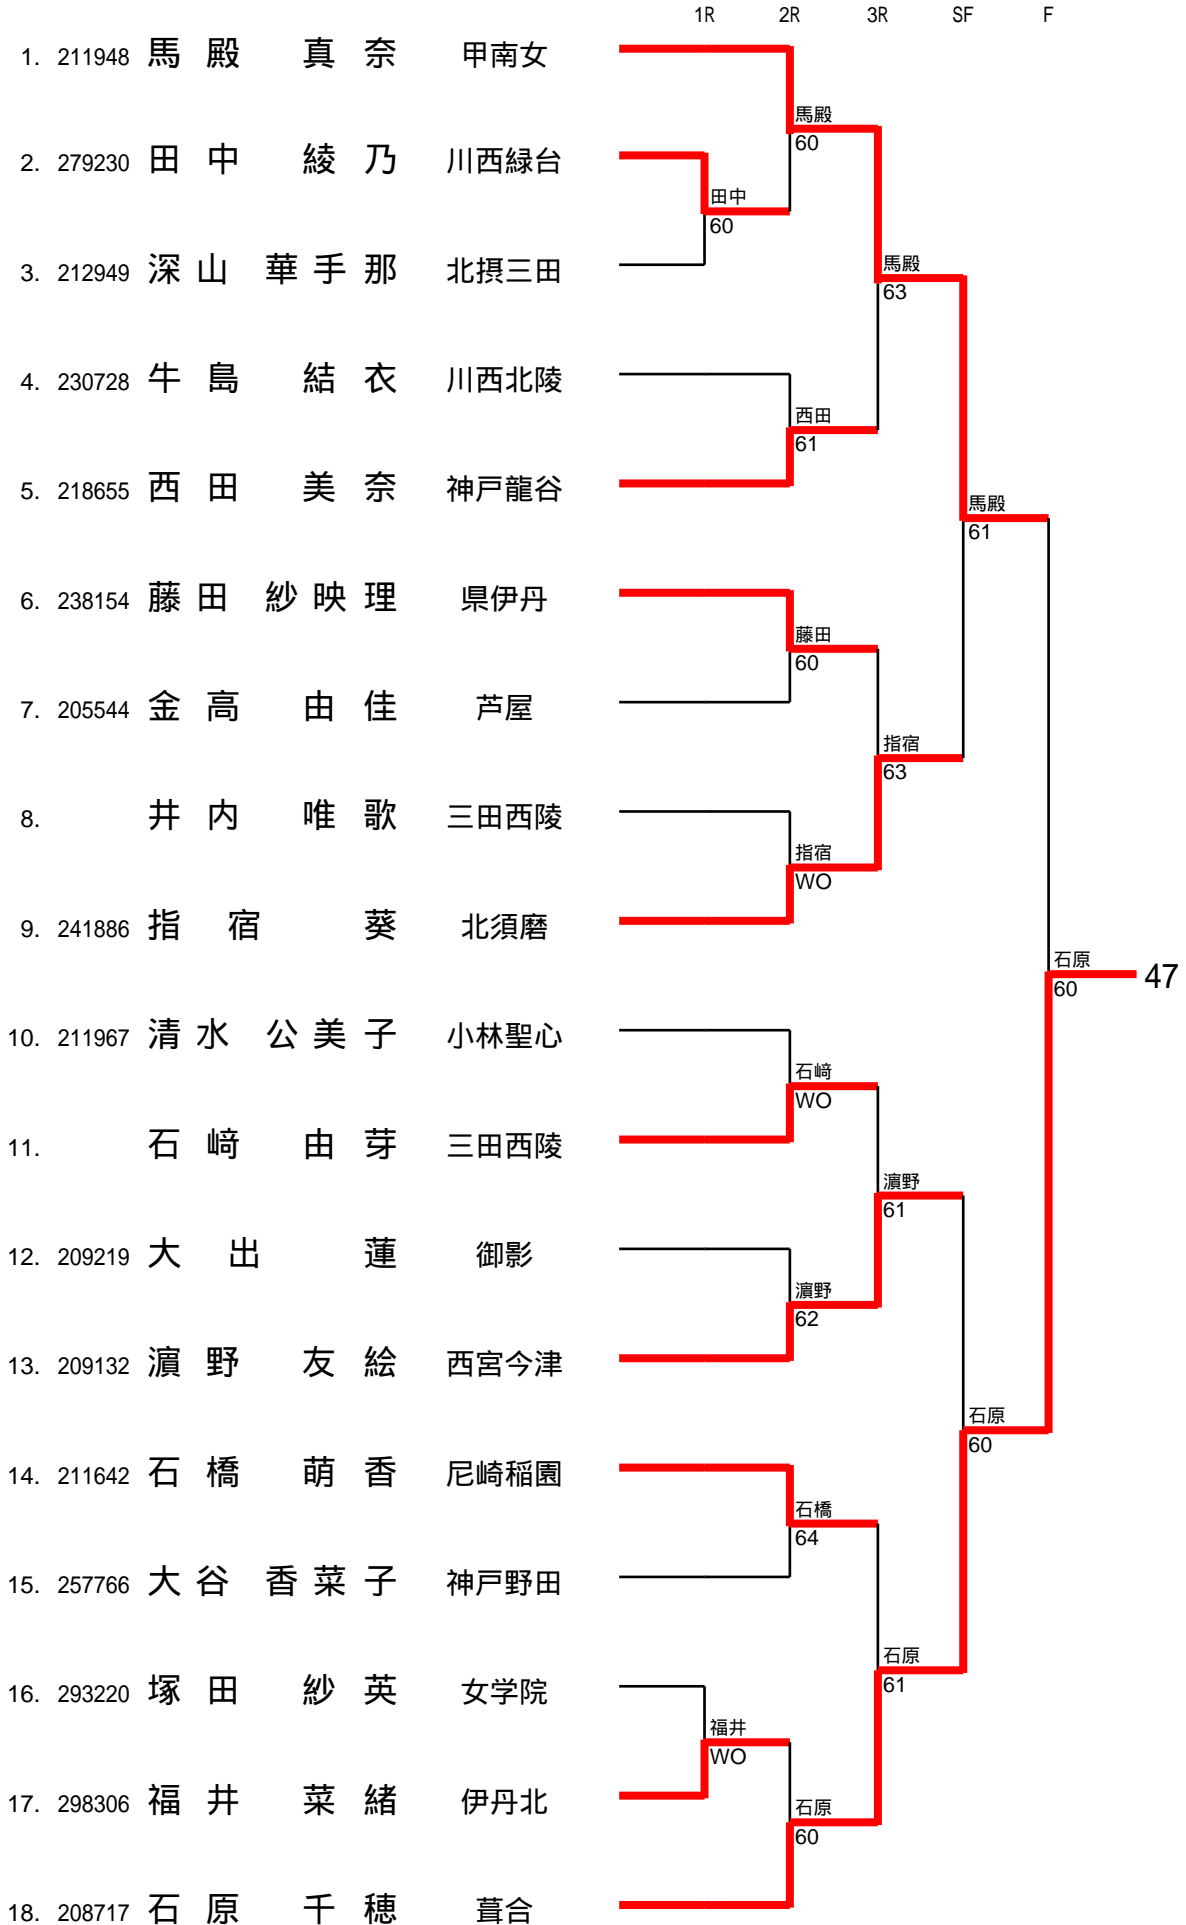 1R 2R 3R SF F
1. 211948 馬殿 真奈 甲南女
馬殿
60
2. 279230 田中 綾乃 川西緑台
田中
60
3. 212949 深山 華手那 北摂三田
馬殿
63
4. 230728 牛島 結衣 川西北陵
西田
61
5. 218655 西田 美奈 神戸龍谷
馬殿
61
6. 238154 藤田 紗映理 県伊丹
藤田
60
7. 205544 金高 由佳 芦屋
指宿
63
8. 井内 唯歌 三田西陵
指宿
WO
9. 241886 指宿 葵 北須磨
石原
60
47
10. 211967 清水 公美子 小林聖心
石﨑
WO
11. 石﨑 由芽 三田西陵
濵野
61
12. 209219 大出 蓮 御影
濵野
62
13. 209132 濵野 友絵 西宮今津
石原
60
14. 211642 石橋 萌香 尼崎稲園
石橋
64
15. 257766 大谷 香菜子 神戸野田
石原
61
16. 293220 塚田 紗英 女学院
福井
WO
17. 298306 福井 菜緒 伊丹北
石原
60
18. 208717 石原 千穂 葺合